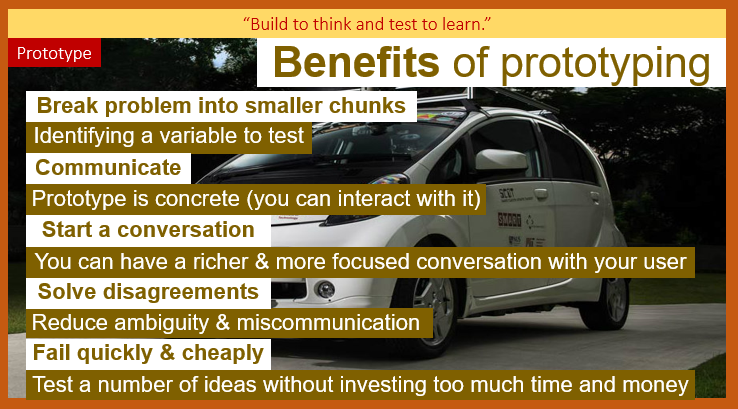 “Build to think and test to learn.”
Prototype
Benefits of prototyping
Break problem into smaller chunks
Identifying a variable to test
Communicate
Prototype is concrete (you can interact with it)
Start a conversation
You can have a richer & more focused conversation with your user
Solve disagreements
Reduce ambiguity & miscommunication
Fail quickly & cheaply
Test a number of ideas without investing too much time and money
SMART